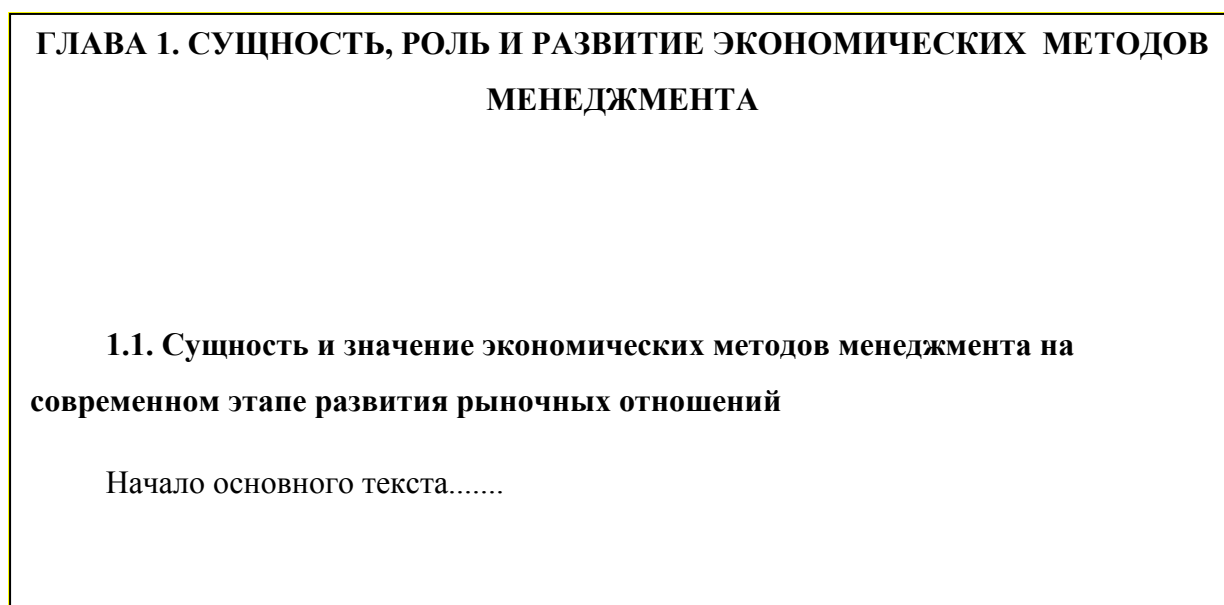 ГЛАВА 1. СУЩНОСТЬ, РОЛЬ И РАЗВИТИЕ ЭКОНОМИЧЕСКИХ  МЕТОДОВ
МЕНЕДЖМЕНТА
1.1. Сущность и значение экономических методов менеджмента на
современном этапе развития рыночных отношений
Начало основного текста.......